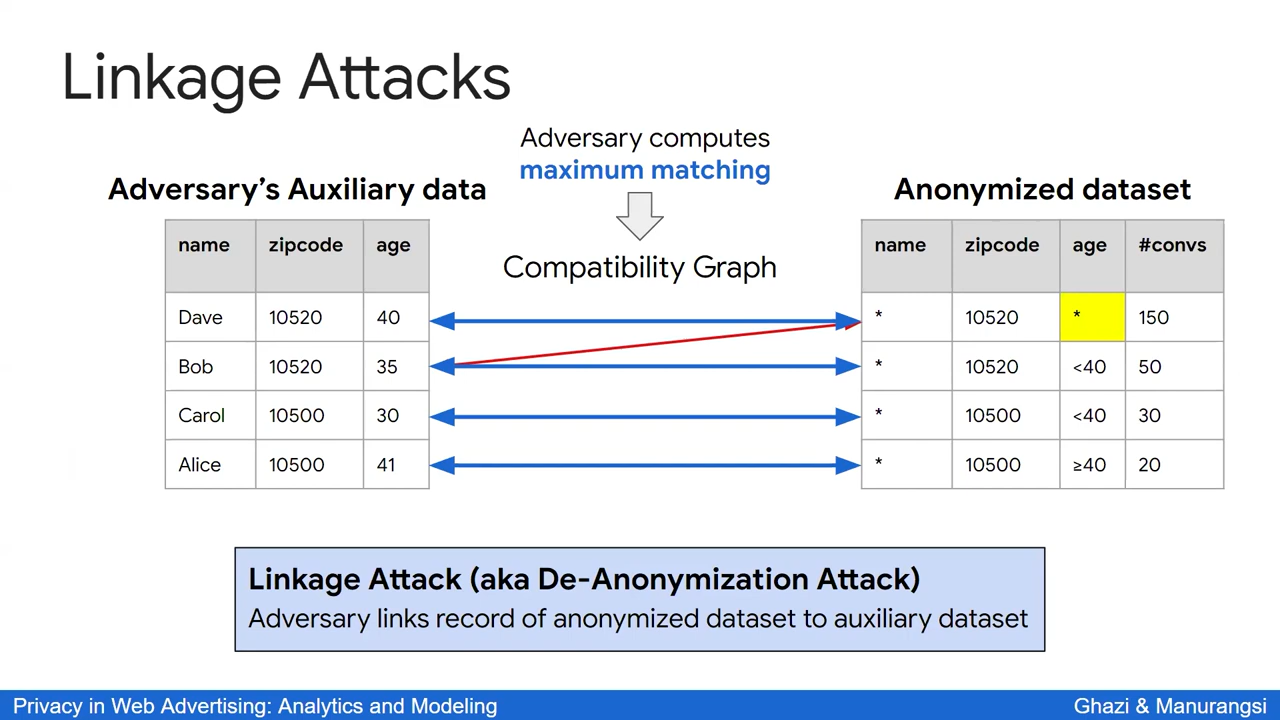 Linkage Attacks
Adversary computes
maximum matching
Adversary's Auxiliary data
Anonymized dataset
Compatibility Graph
name zipcode age
Dave 10520 40
Bob 10520 35
Carol 10500 30
Alice 10500 41
name zipcode age #convs
* 10520 * 150
* 10520 <40 50
* 10500 <40 30
* 10500 ≥40 20
Linkage Attack (aka De-Anonymization Attack)
Adversary links record of anonymized dataset to auxiliary dataset
Privacy in Web Advertising: Analytics and Modeling
Ghazi & Manurangsi